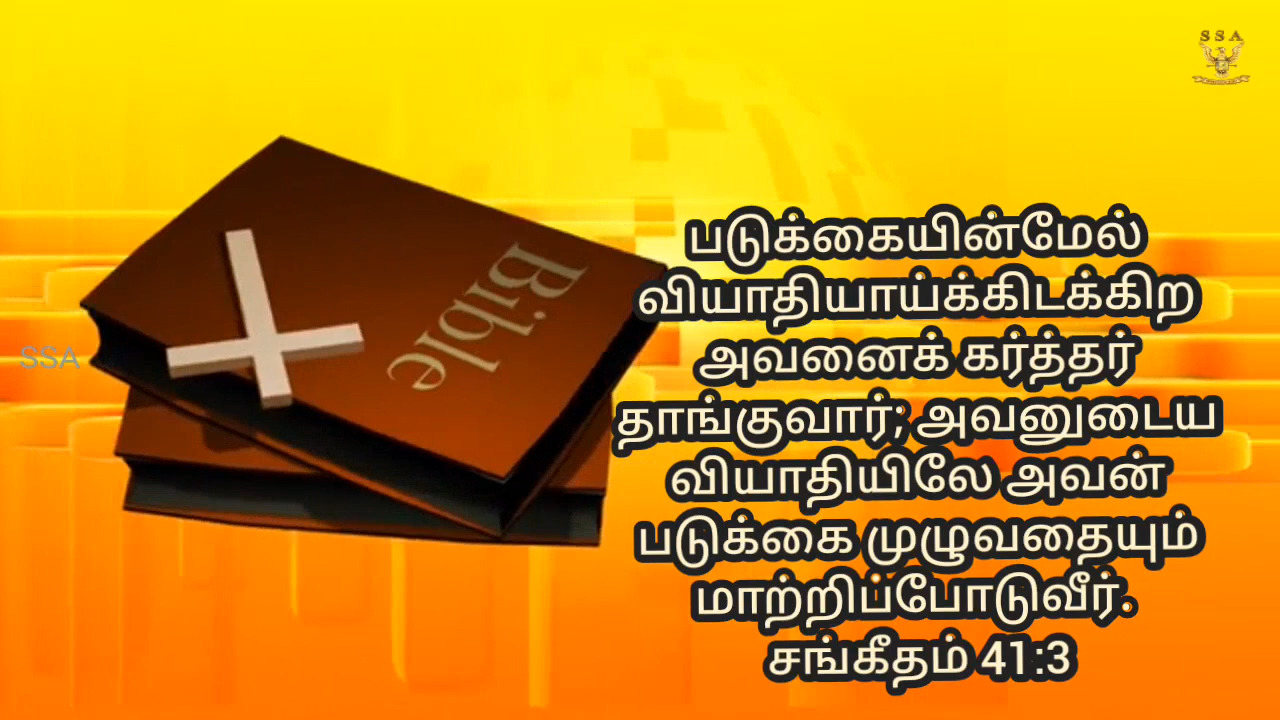 SSA
Bible
SSA
படுக்கையின்மேல்
வியாதியாய்க்கிடக்கிற
அவனைக் கர்த்தர்
தாங்குவார்; அவனுடைய
வியாதியிலே அவன்
படுக்கை முழுவதையும்
மாற்றிப்போடுவீர்.
சங்கீதம் 41:3